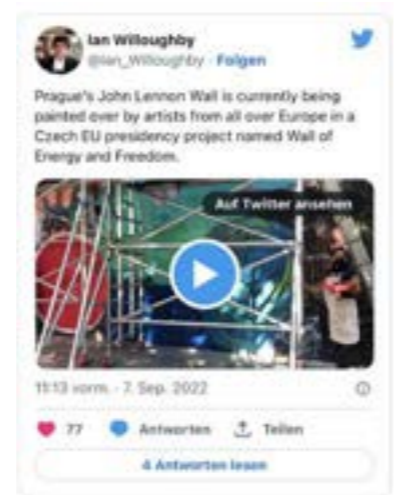 Ian Willoughby
@Ian_Willoughby · Folgen
Prague's John Lennon Wall is currently being
painted over by artists from all over Europe in a
Czech EU presidency project named Wall of
Energy and Freedom.
Auf Twitter ansehen
11:13 vorm. · 7. Sep. 2022
77 Antworten Teilen
4 Antworten lesen